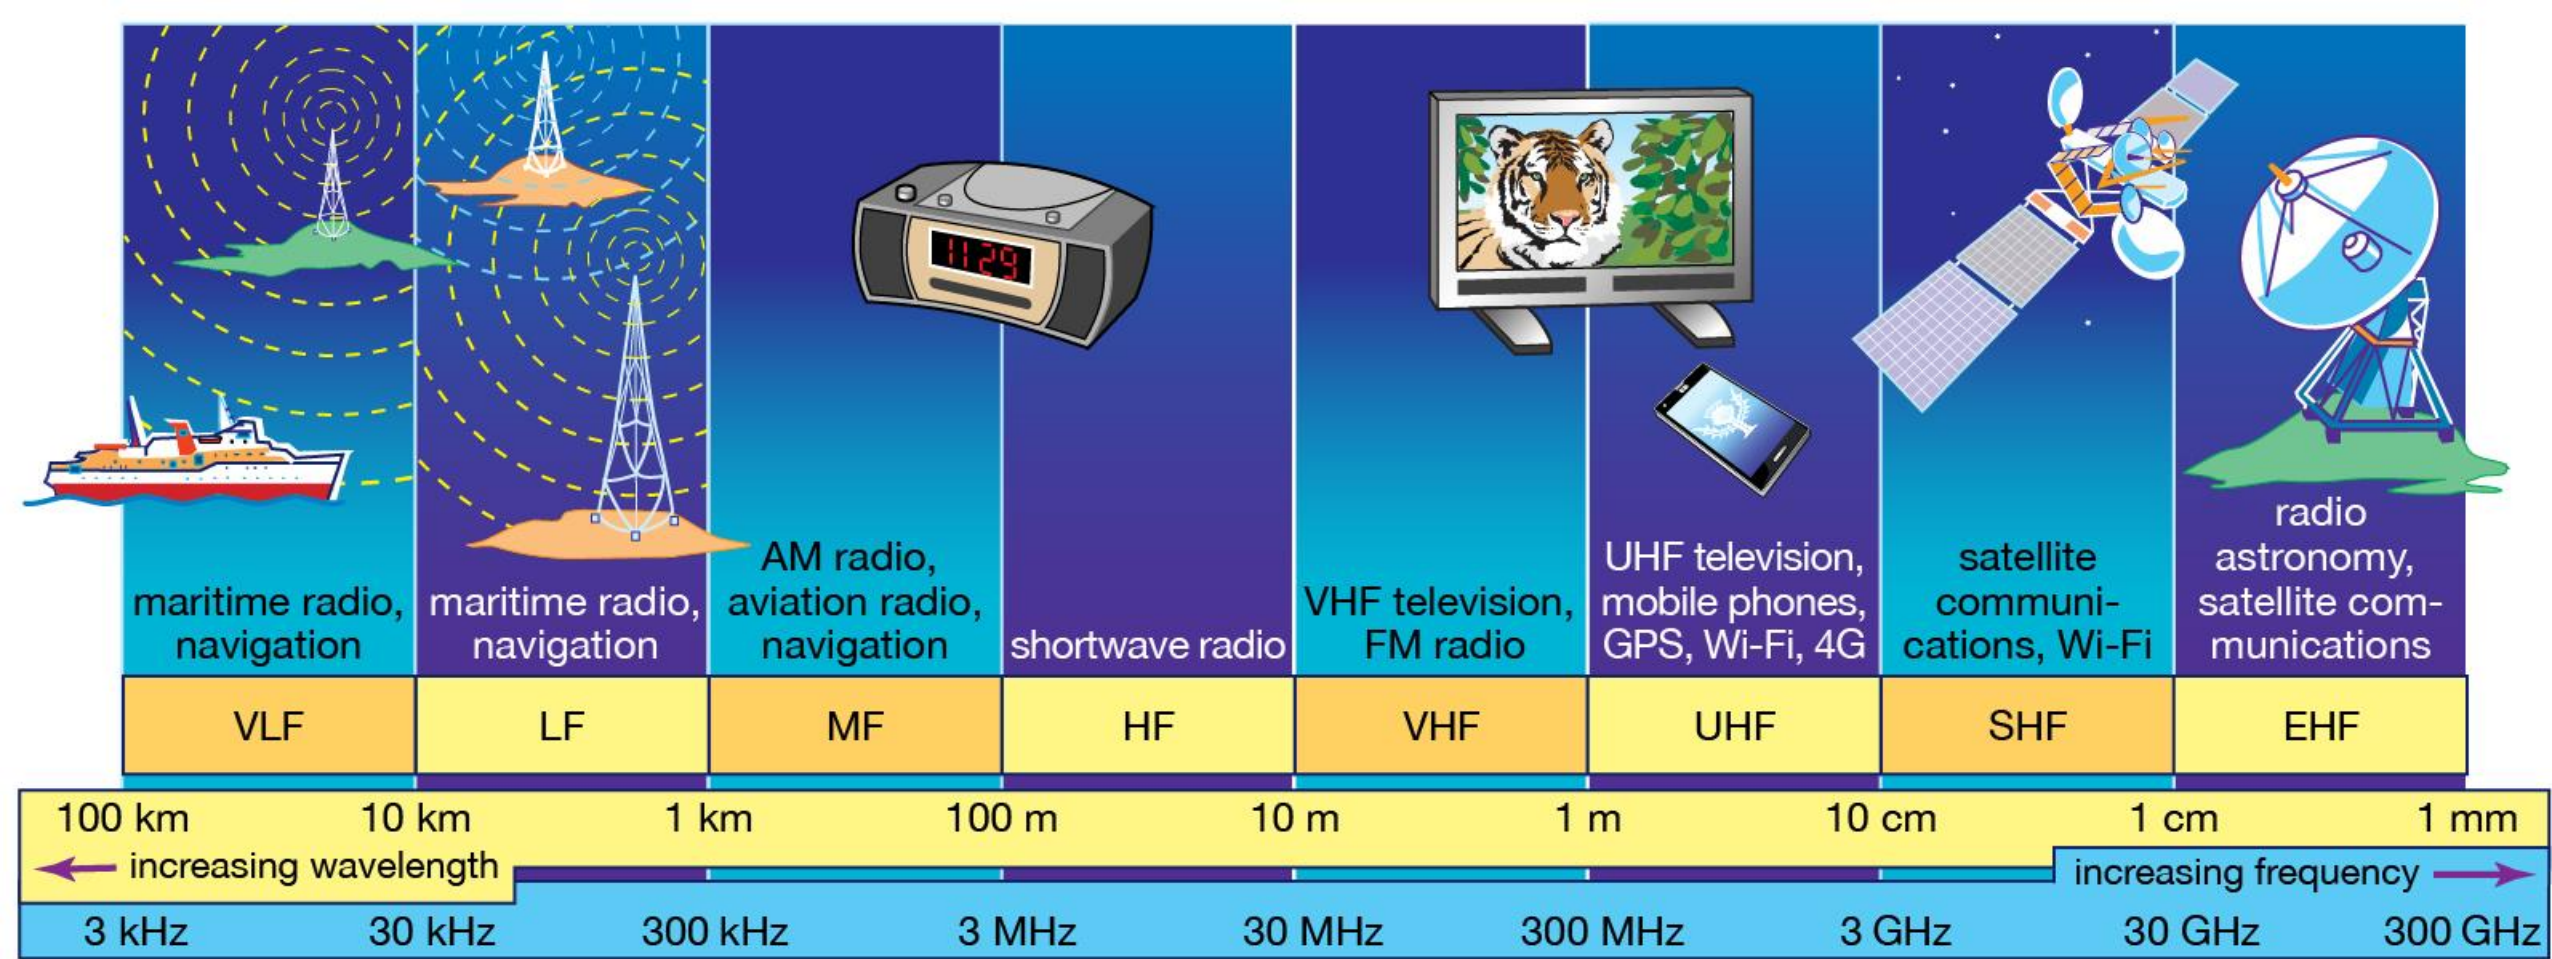 11:29
maritime radio,
navigation
maritime radio,
navigation
AM radio,
aviation radio,
navigation
shortwave radio
VHF television,
FM radio
UHF television,
mobile phones,
GPS, Wi-Fi, 4G
satellite
communi-
cations, Wi-Fi
radio
astronomy,
satellite com-
munications
VLF LF MF HF VHF UHF SHF EHF
100 km 10 km 1 km 100 m 10 m 1 m 10 cm 1 cm 1 mm
increasing wavelength
increasing frequency
3 kHz 30 kHz 300 kHz 3 MHz 30 MHz 300 MHz 3 GHz 30 GHz 300 GHz